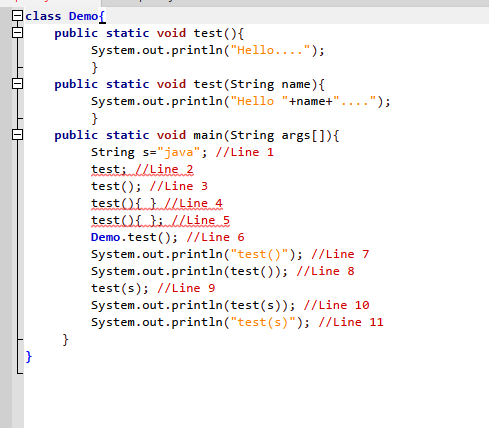 class Demo{
public static void test(){
System.out.println("Hello....");
}
public static void test(String name){
System.out.println("Hello "+name+"....");
}
public static void main(String args[]){
String s="java"; //Line 1
test; //Line 2
test(); //Line 3
test(){ } //Line 4
test(){ }; //Line 5
Demo.test(); //Line 6
System.out.println("test()"); //Line 7
System.out.println(test()); //Line 8
test(s); //Line 9
System.out.println(test(s)); //Line 10
System.out.println("test(s)"); //Line 11
}
}